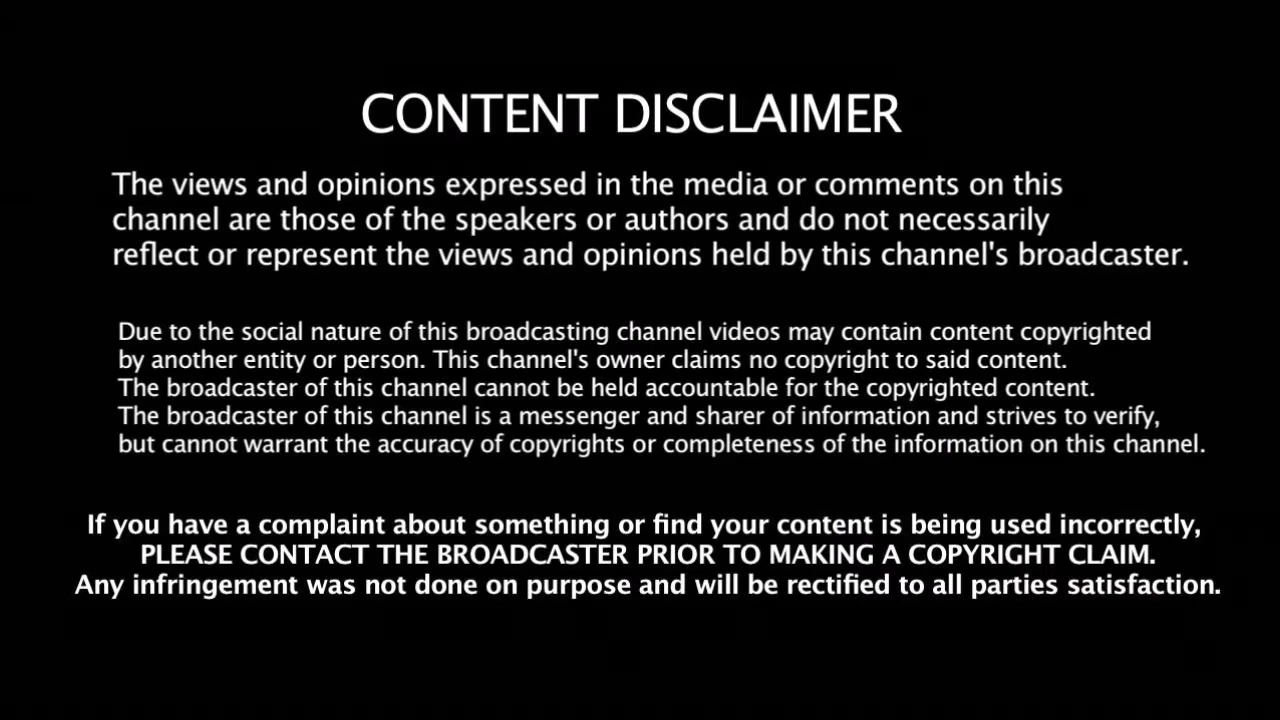 CONTENT DISCLAIMER
The views and opinions expressed in the media or comments on this
channel are those of the speakers or authors and do not necessarily
reflect or represent the views and opinions held by this channel's broadcaster.
Due to the social nature of this broadcasting channel videos may contain content copyrighted
by another entity or person. This channel's owner claims no copyright to said content.
The broadcaster of this channel cannot be held accountable for the copyrighted content.
The broadcaster of this channel is a messenger and sharer of information and strives to verify,
but cannot warrant the accuracy of copyrights or completeness of the information on this channel.
If you have a complaint about something or find your content is being used incorrectly,
PLEASE CONTACT THE BROADCASTER PRIOR TO MAKING A COPYRIGHT CLAIM.
Any infringement was not done on purpose and will be rectified to all parties satisfaction.